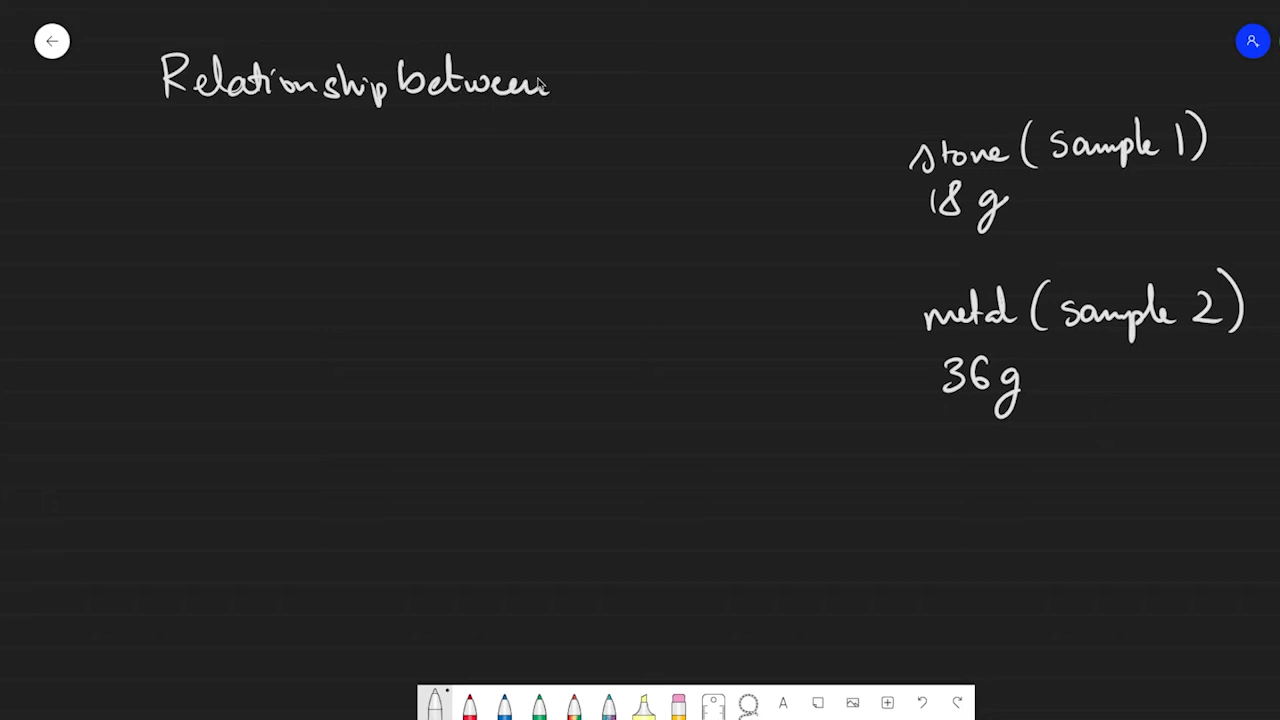 Relationship between
stone (sample 1)
18 g
metal (sample 2)
36 g